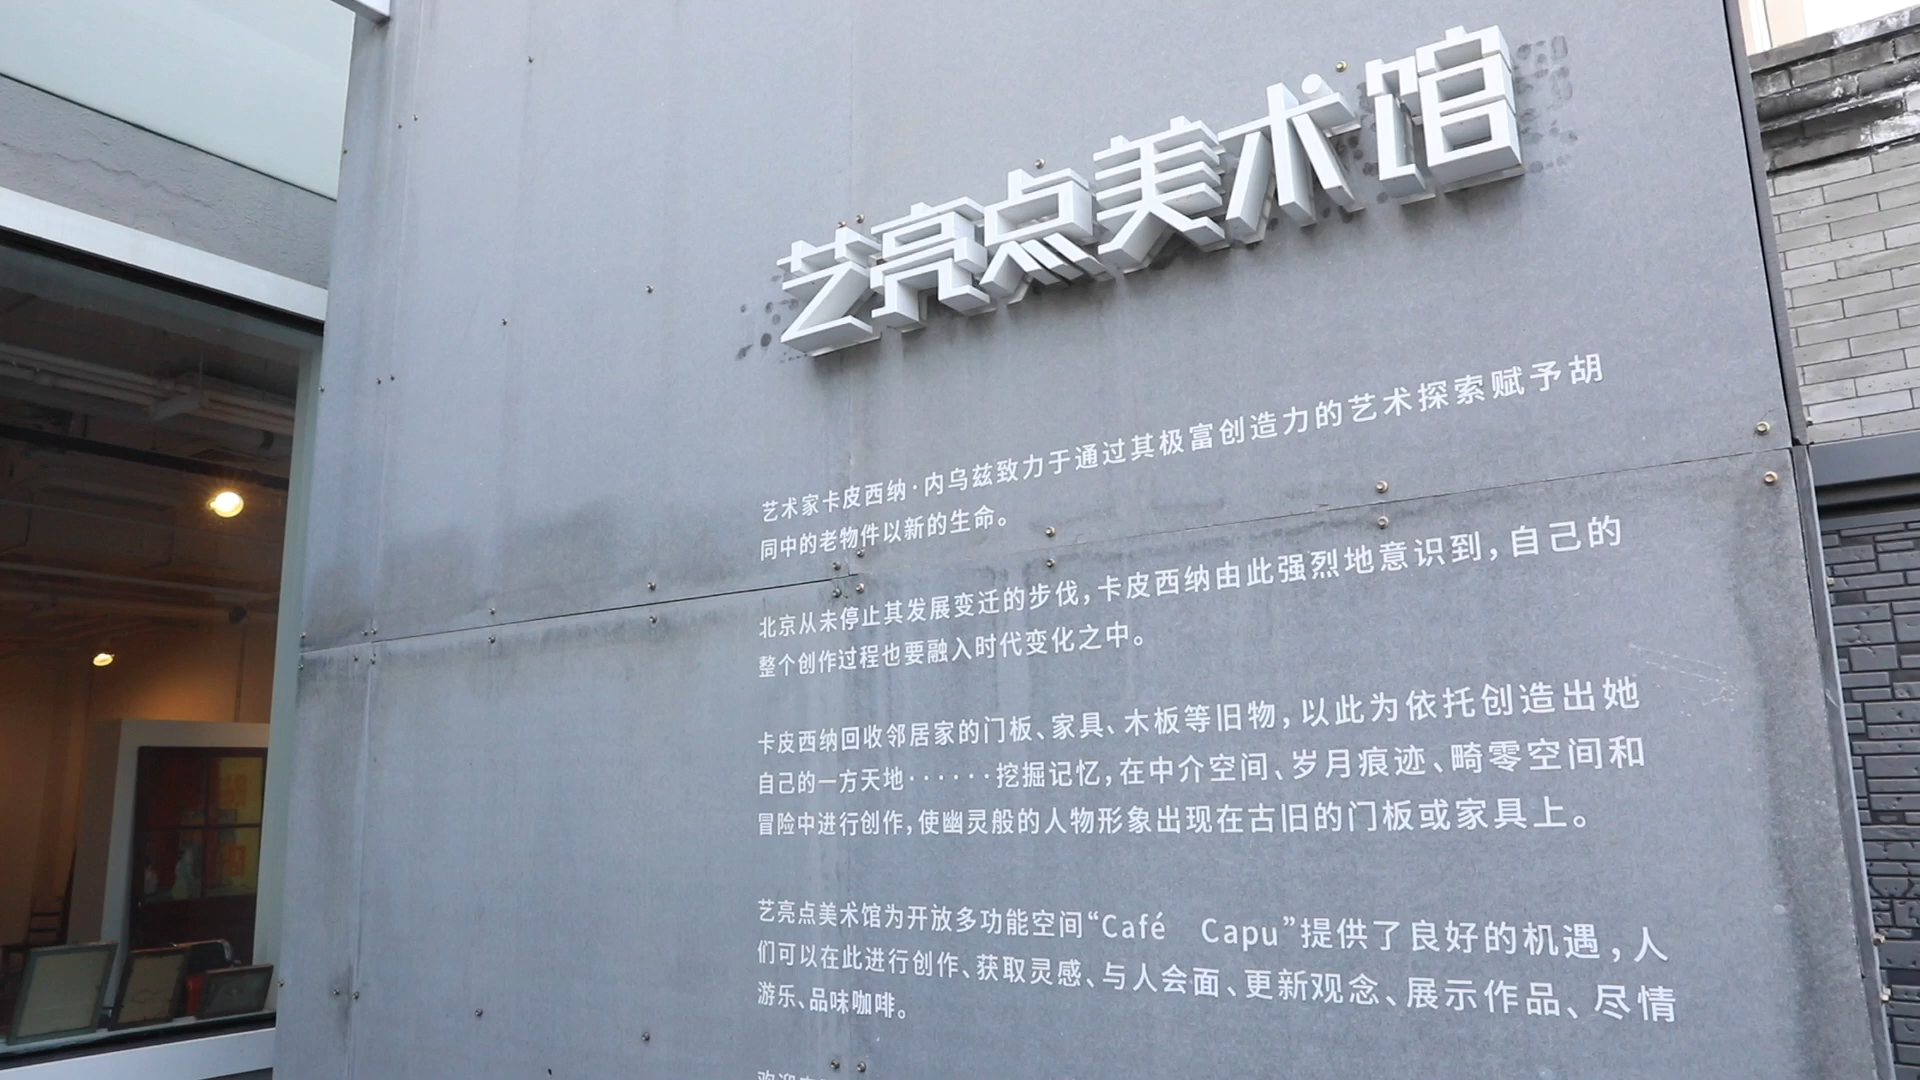 艺亮点美术馆
艺术家卡皮西纳·内乌兹致力于通过其极富创造力的艺术探索赋予胡
同中的老物件以新的生命。
北京从未停止其发展变迁的步伐，卡皮西纳由此强烈地意识到，自己的
整个创作过程也要融入时代变化之中。
卡皮西纳回收邻居家的门板、家具、木板等旧物，以此为依托创造出她
自己的一方天地······挖掘记忆，在中介空间、岁月痕迹、畸零空间和
冒险中进行创作，使幽灵般的人物形象出现在古旧的门板或家具上。
艺亮点美术馆为开放多功能空间“Café Capu”提供了良好的机遇，人
们可以在此进行创作、获取灵感、与人会面、更新观念、展示作品、尽情
游乐、品味咖啡。